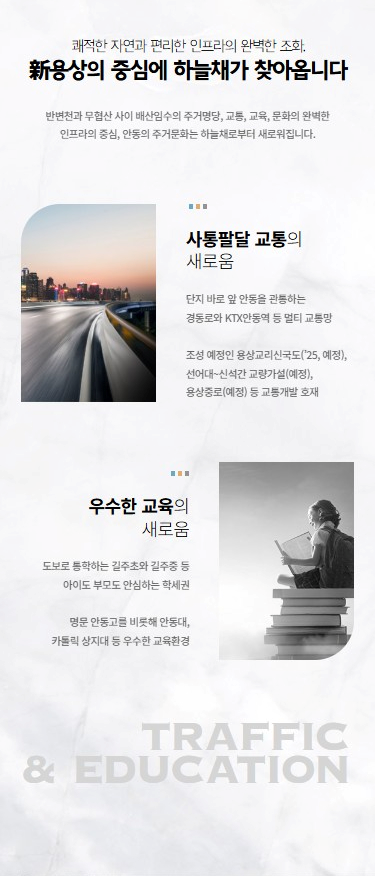 쾌적한 자연과 편리한 인프라의 완벽한 조화.
新용상의 중심에 하늘채가 찾아옵니다
반변천과 무협산 사이 배산임수의 주거명당, 교통, 교육, 문화의 완벽한
인프라의 중심, 안동의 주거문화는 하늘채로부터 새로워집니다.
사통팔달 교통의
새로움
단지 바로 앞 안동을 관통하는
경동로와 KTX안동역 등 멀티 교통망
조성 예정인 용상교리신국도('25, 예정),
선어대~신석간 교량가설(예정),
용상중로(예정) 등 교통개발 호재
우수한 교육의
새로움
도보로 통학하는 길주초와 길주중 등
아이도 부모도 안심하는 학세권
명문 안동고를 비롯해 안동대,
카톨릭 상지대 등 우수한 교육환경
TRAFFIC
& EDUCATION